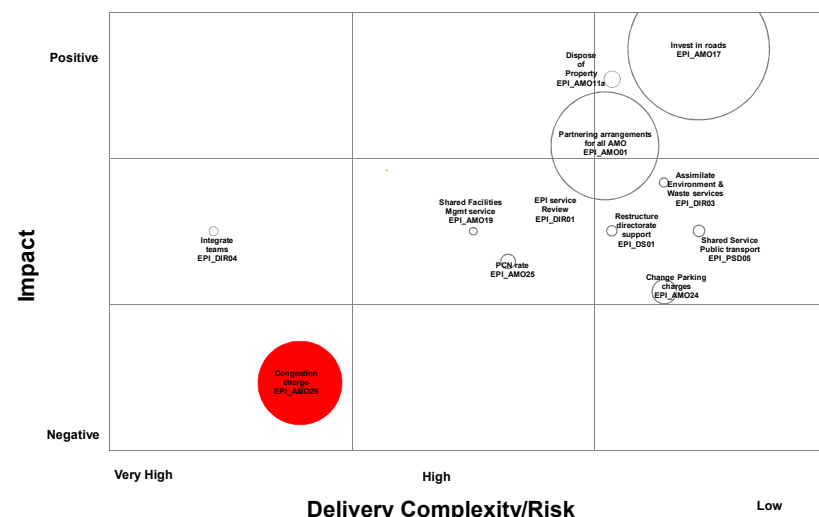 Positive
Invest in roads
EPI_AMO17
Dispose
of
Property
EPI_AMO11a
Partnering arrangements
for all AMO
EPI_AMO01
Assimilate
Environment &
Waste services
EPI_DIR03
Shared Facilities
Mgmt service
EPI_AMO19
EPI service
Review
EPI_DIR01
Restructure
directorate
support
EPI_DS01
Shared Service
Public transport
EPI_PSD05
Integrate
teams
EPI_DIR04
PCN rate
EPI_AMO25
Change Parking
charges
EPI_AMO24
Impact
Congestion
charge
EPI_AMO26
Negative
Very High
High
Low
Delivery Complexity/Risk